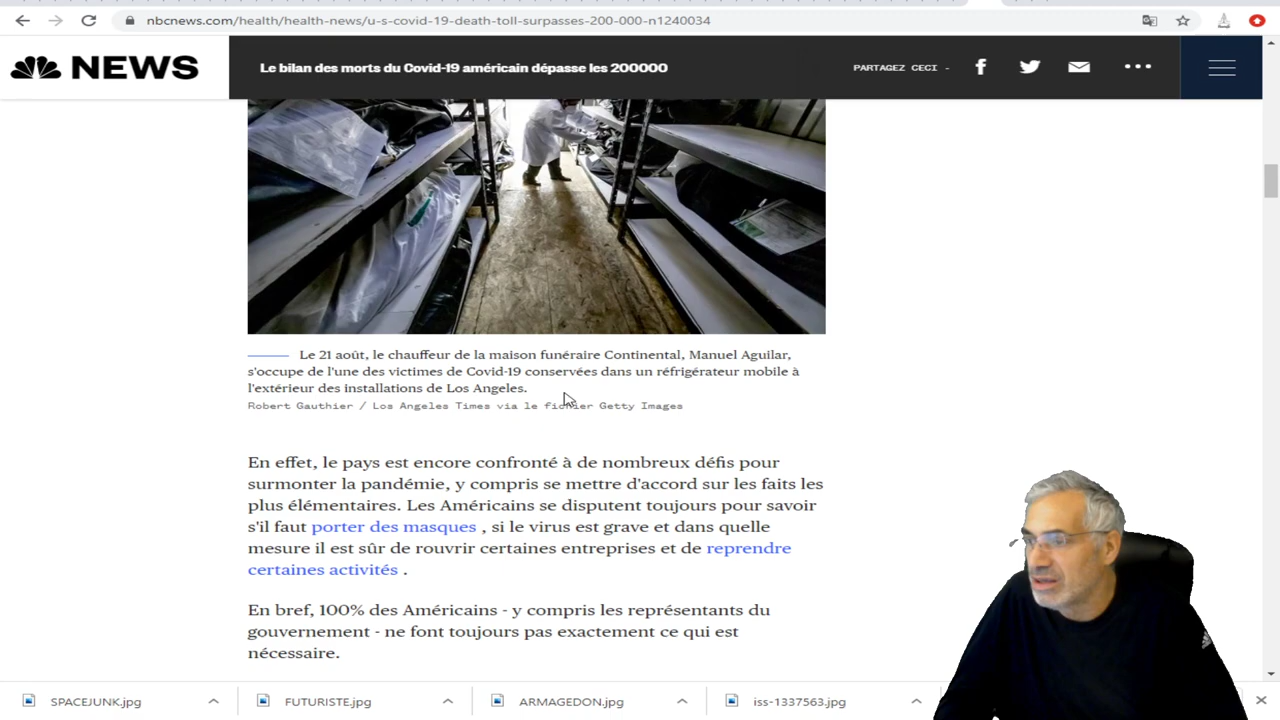 nbcnews.com/health/health-news/u-s-covid-19-death-toll-surpasses-200-000-n1240034
NEWS
Le bilan des morts du Covid-19 américain dépasse les 200000
PARTAGEZ CECI -
Le 21 août, le chauffeur de la maison funéraire Continental, Manuel Aguilar,
s'occupe de l'une des victimes de Covid-19 conservées dans un réfrigérateur mobile à
l'extérieur des installations de Los Angeles.
Robert Gauthier / Los Angeles Times via le fichier Getty Images
En effet, le pays est encore confronté à de nombreux défis pour
surmonter la pandémie, y compris se mettre d'accord sur les faits les
plus élémentaires. Les Américains se disputent toujours pour savoir
s'il faut porter des masques , si le virus est grave et dans quelle
mesure il est sûr de rouvrir certaines entreprises et de reprendre
certaines activités .
En bref, 100% des Américains - y compris les représentants du
gouvernement - ne font toujours pas exactement ce qui est
nécessaire.
SPACEJUNK.jpg
FUTURISTE.jpg
ARMAGEDON.jpg
iss-1337563.jpg